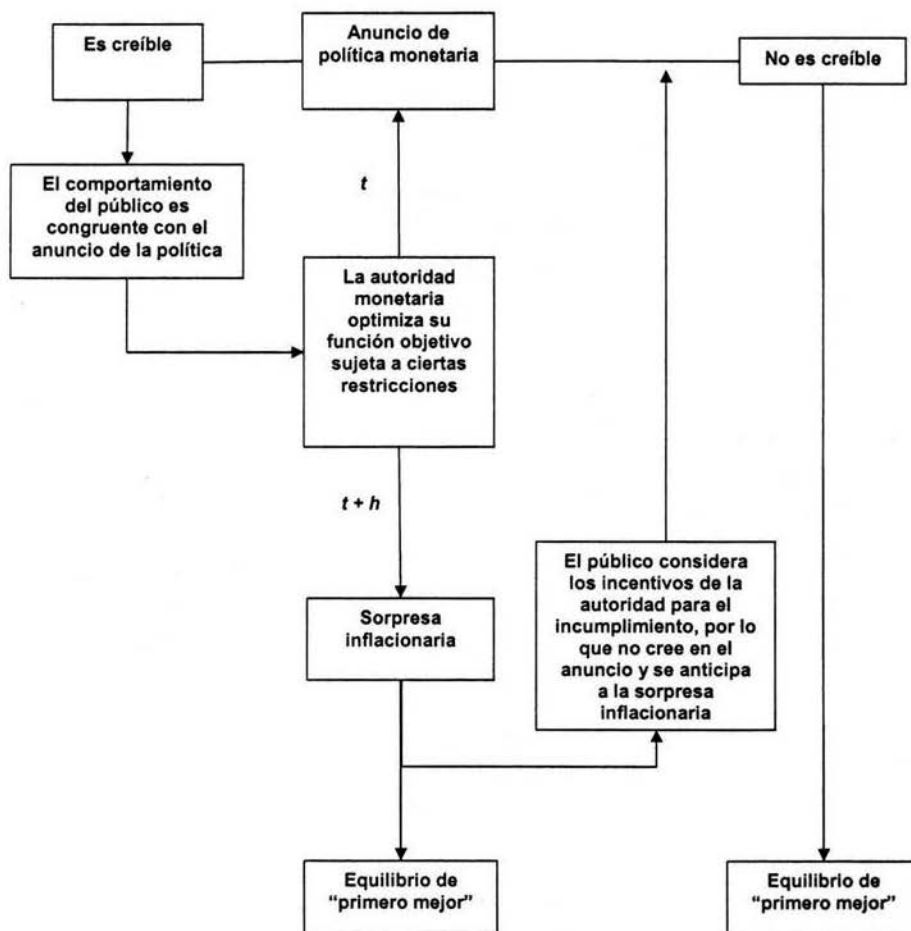 Es creíble
Anuncio de
política monetaria
No es creíble
El comportamiento
del público es
congruente con el
anuncio de la política
t
La autoridad
monetaria
optimiza su
función objetivo
sujeta a ciertas
restricciones
t + h
Sorpresa
inflacionaria
El público considera
los incentivos de la
autoridad para el
incumplimiento, por lo
que no cree en el
anuncio y se anticipa
a la sorpresa
inflacionaria
Equilibrio de
“primero mejor”
Equilibrio de
“primero mejor”